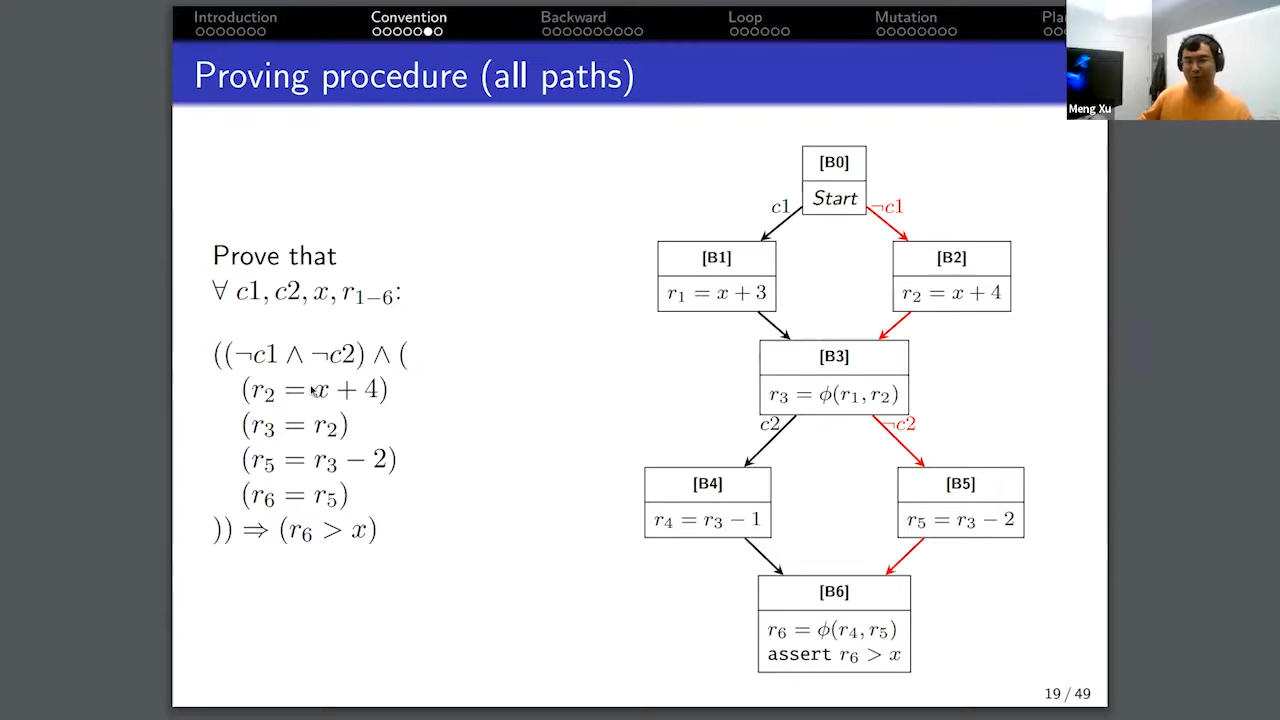 Introduction Convention Backward Loop Mutation
Meng Xu
Proving procedure (all paths)
Prove that
∀ c1, c2, x, r₁₋₆:
((¬c1 ∧ ¬c2) ∧ (
(r₂ = x + 4)
(r₃ = r₂)
(r₅ = r₃ − 2)
(r₆ = r₅)
)) ⇒ (r₆ > x)
[B0]
Start
c1 ¬c1
[B1]
r₁ = x + 3
[B2]
r₂ = x + 4
[B3]
r₃ = ϕ(r₁, r₂)
c2 ¬c2
[B4]
r₄ = r₃ − 1
[B5]
r₅ = r₃ − 2
[B6]
r₆ = ϕ(r₄, r₅)
assert r₆ > x
19 / 49